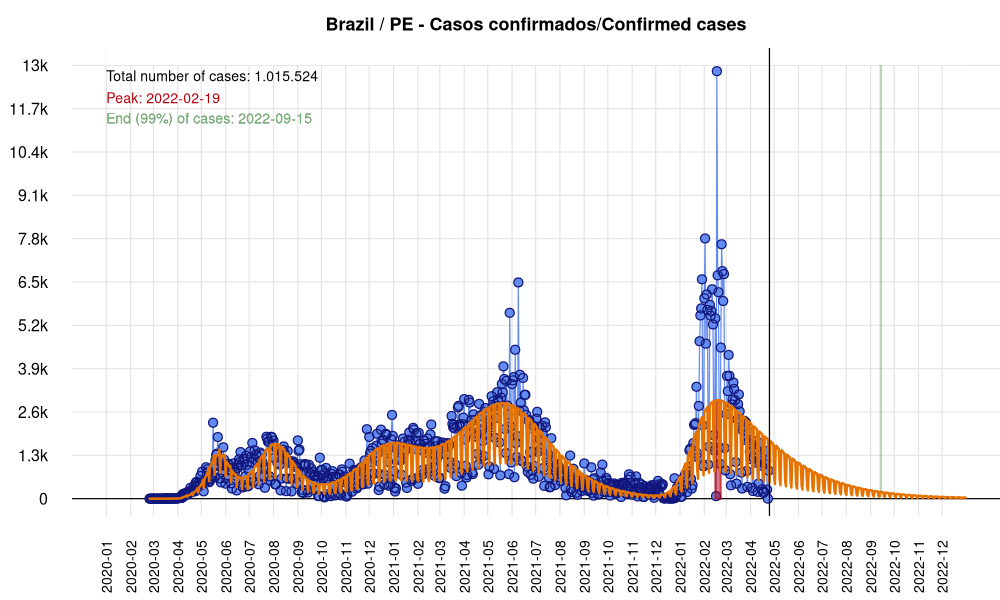 Brazil / PE - Casos confirmados/Confirmed cases
Total number of cases: 1.015.524
Peak: 2022-02-19
End (99%) of cases: 2022-09-15
13k
11.7k
10.4k
9.1k
7.8k
6.5k
5.2k
3.9k
2.6k
1.3k
0
2020-01
2020-02
2020-03
2020-04
2020-05
2020-06
2020-07
2020-08
2020-09
2020-10
2020-11
2020-12
2021-01
2021-02
2021-03
2021-04
2021-05
2021-06
2021-07
2021-08
2021-09
2021-10
2021-11
2021-12
2022-01
2022-02
2022-03
2022-04
2022-05
2022-06
2022-07
2022-08
2022-09
2022-10
2022-11
2022-12